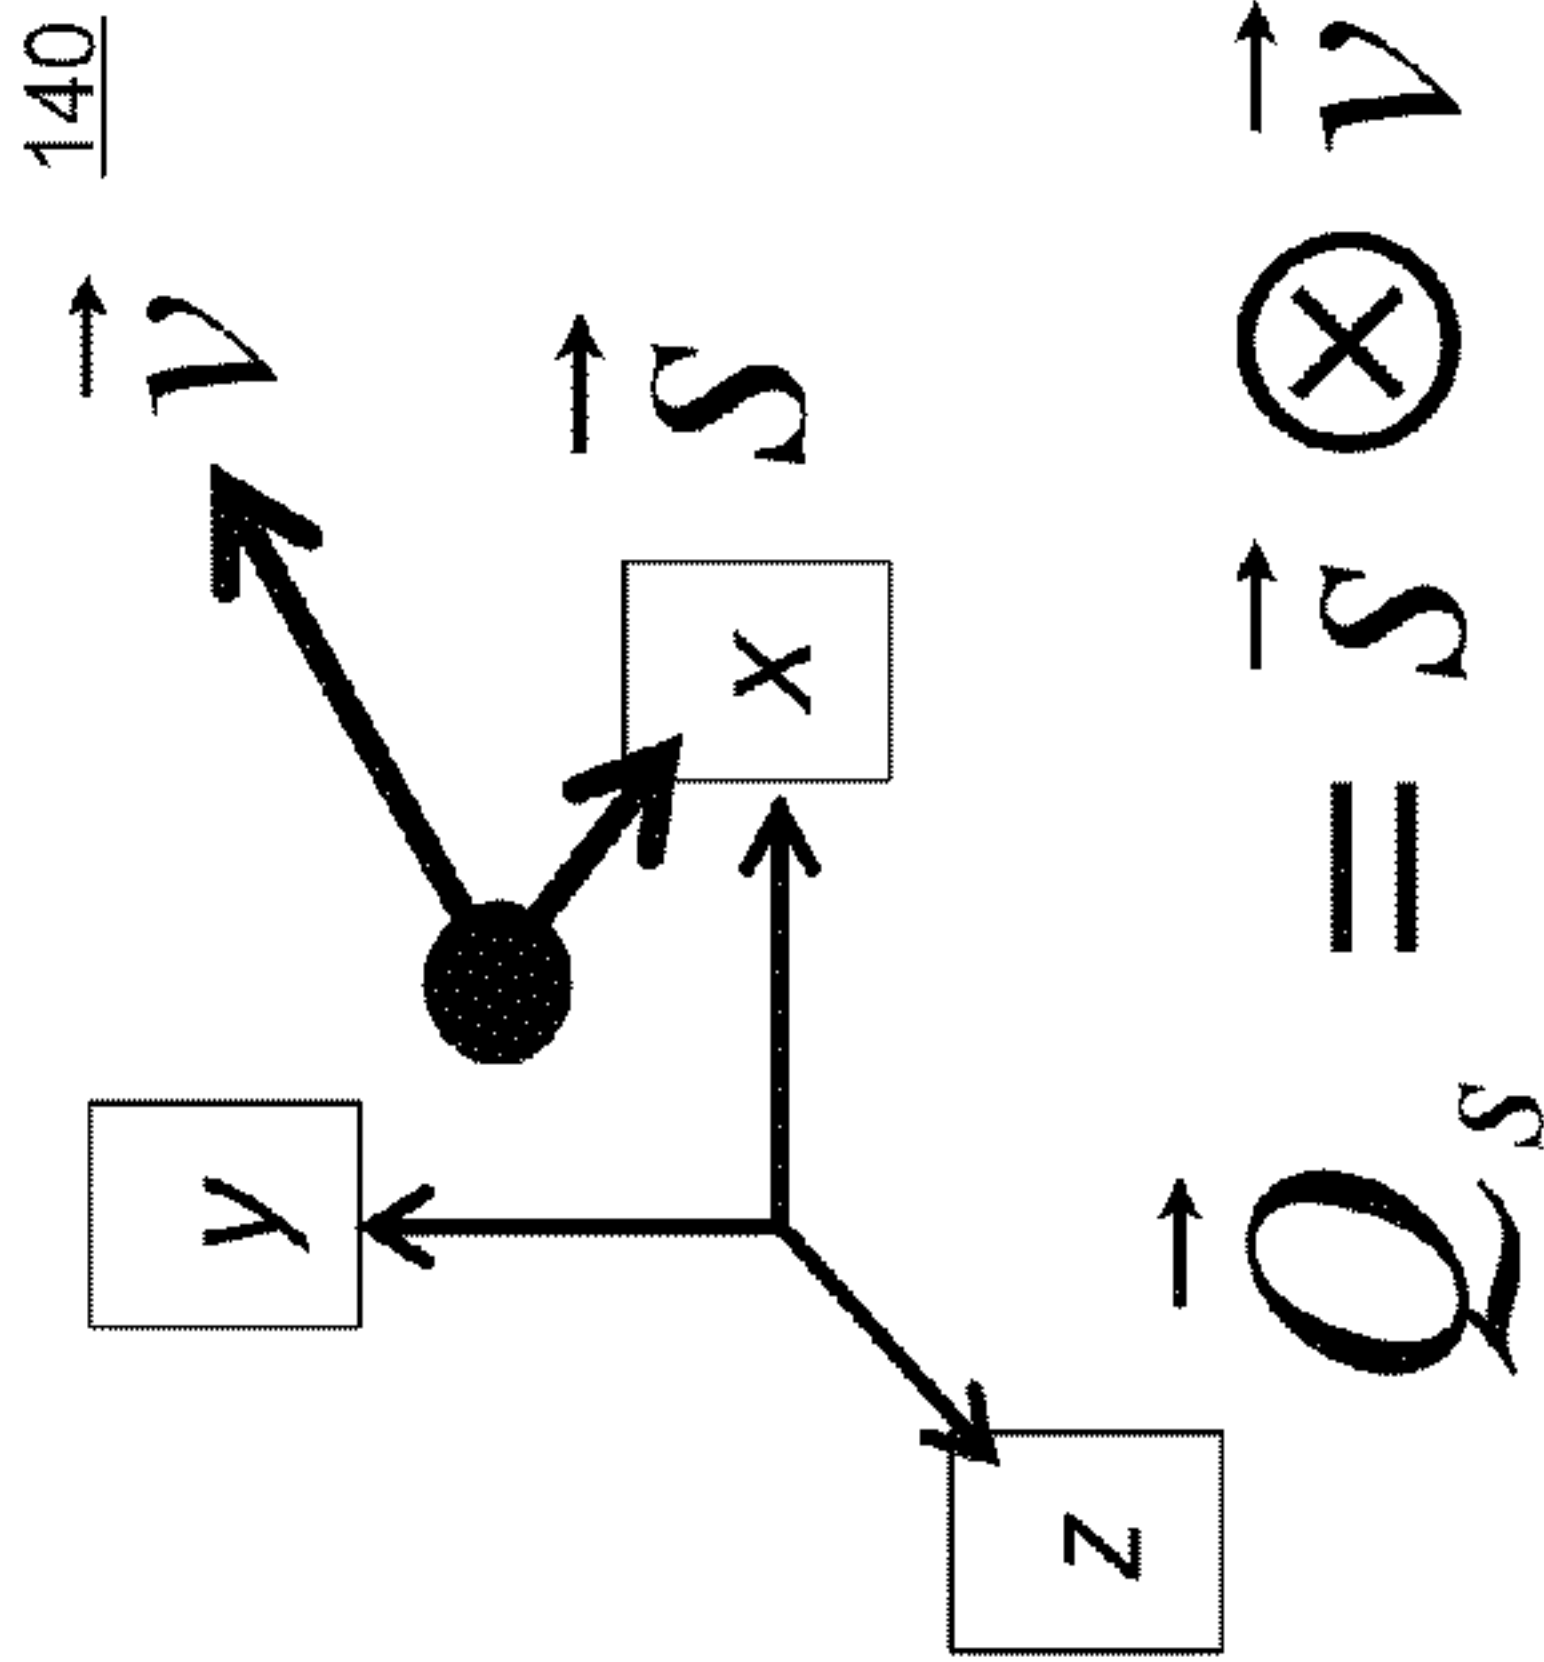 140
y
v⃗
x
S⃗
z
Q⃗ₛ = S⃗ ⊗ v⃗